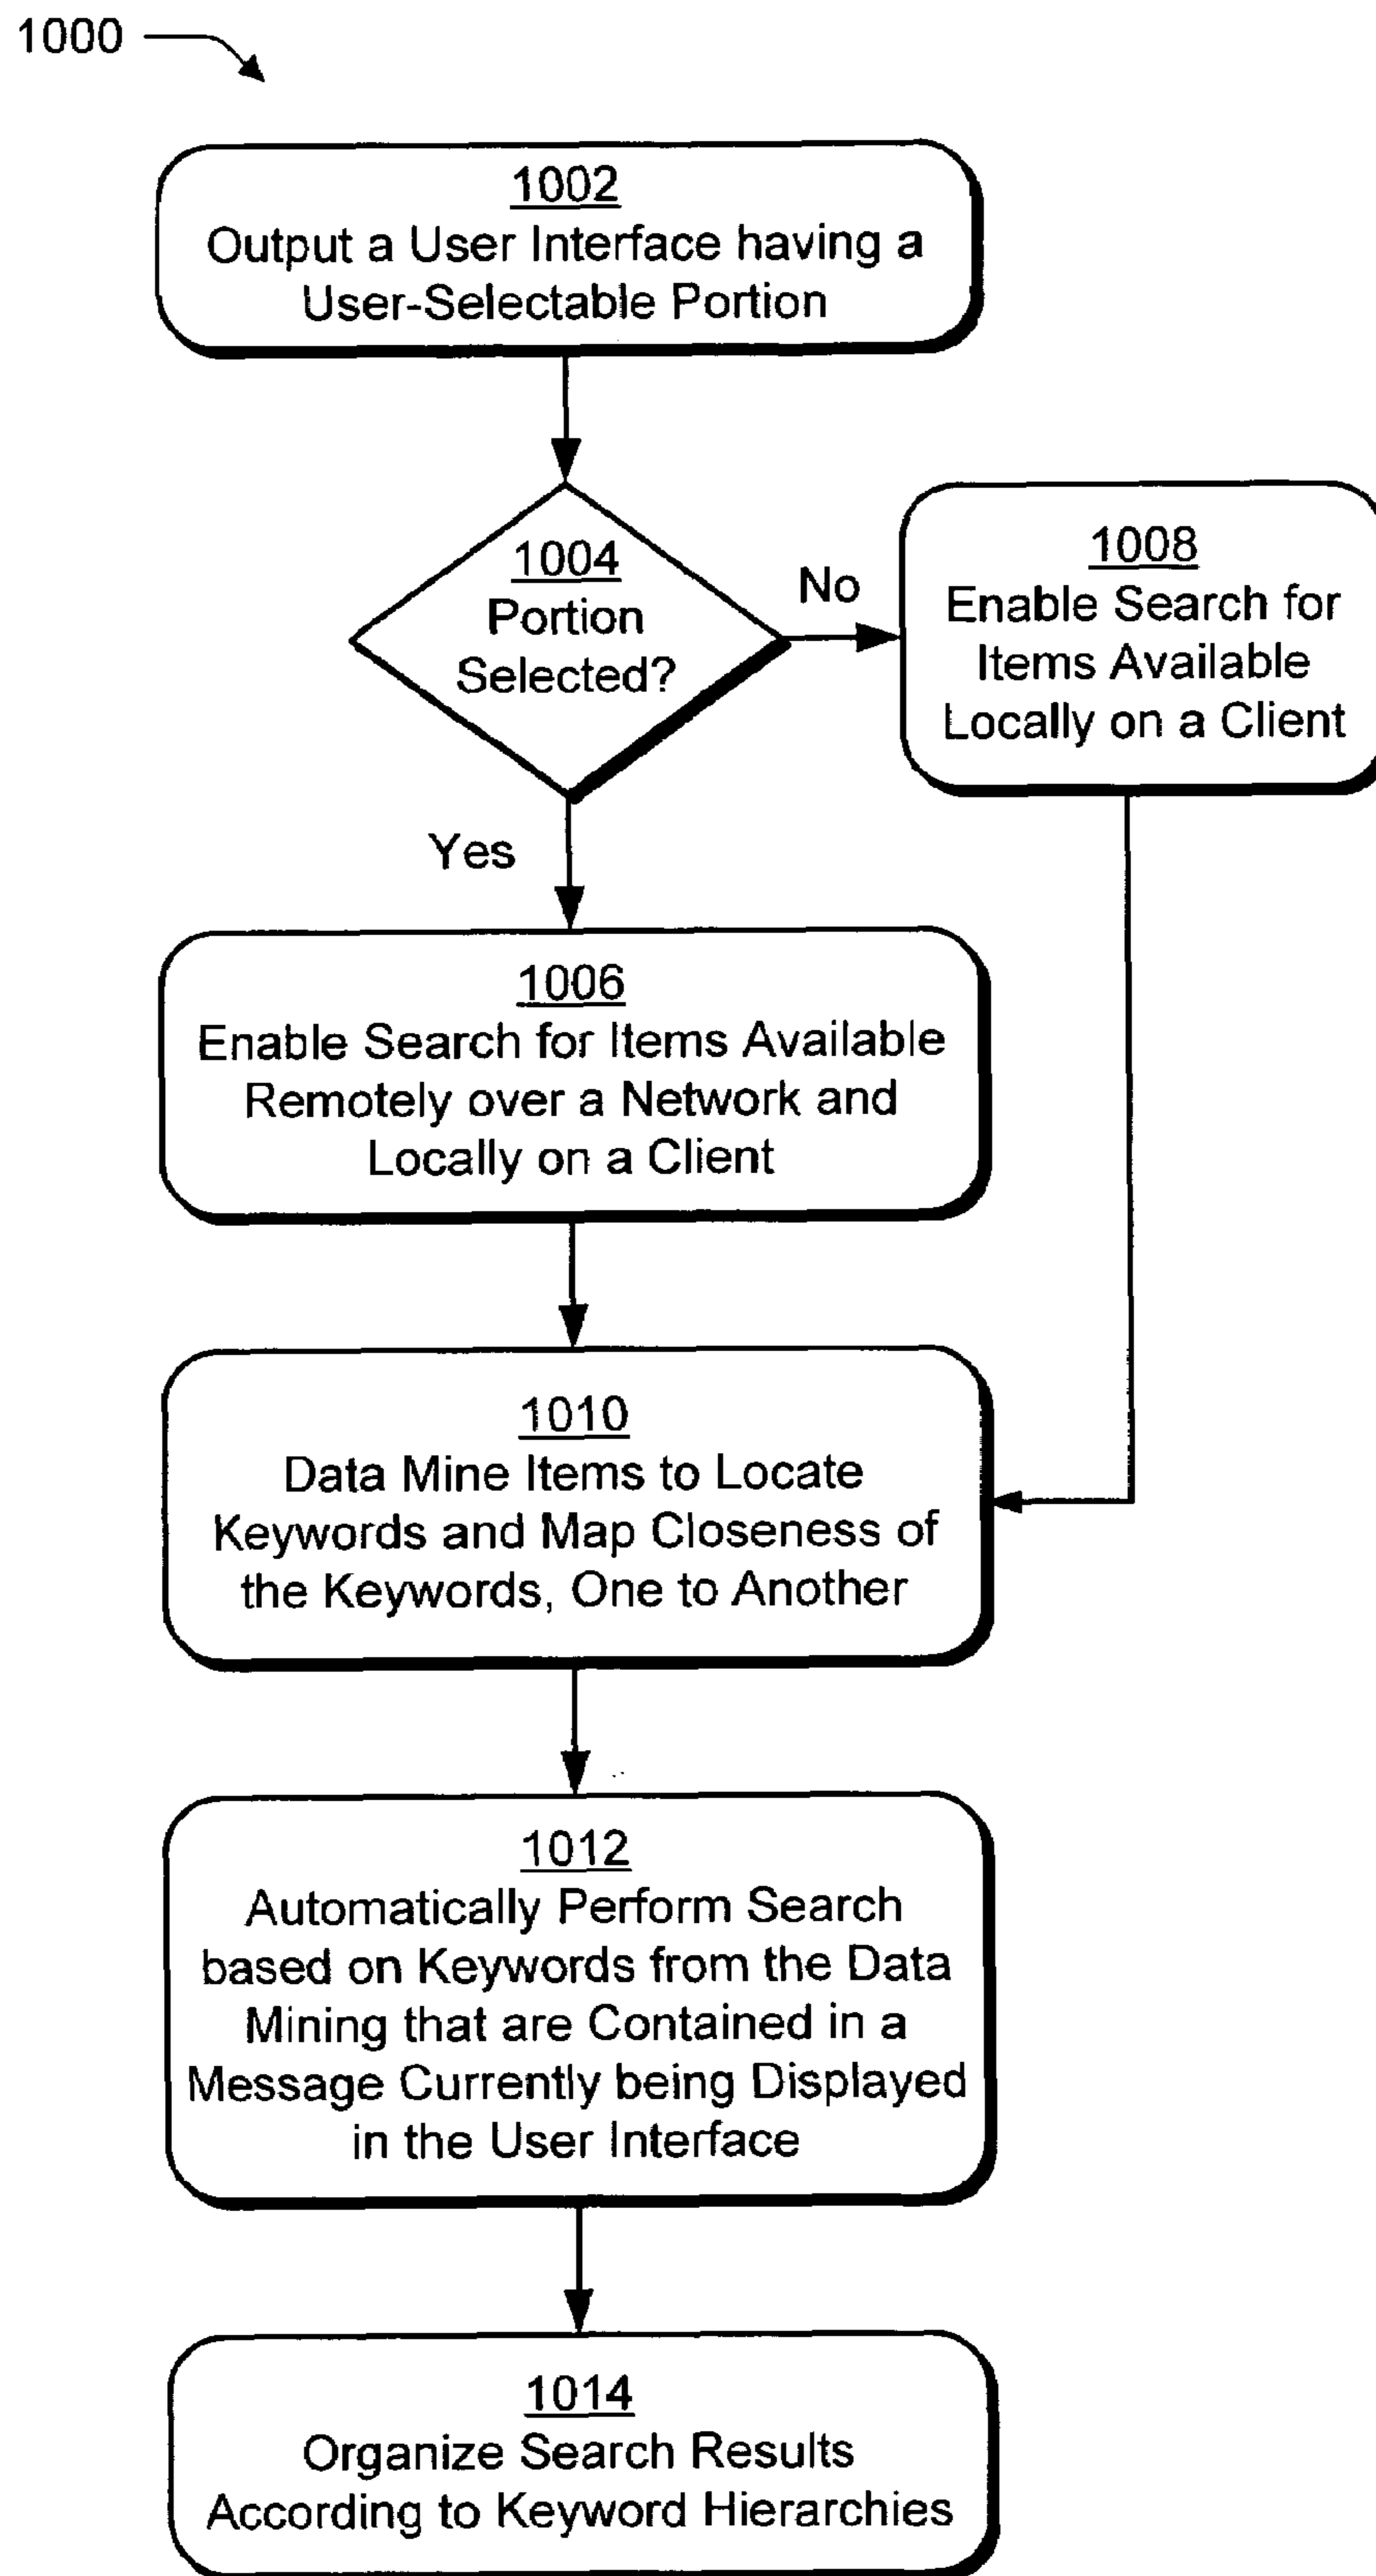 1000
1002
Output a User Interface having a
User-Selectable Portion
1004
Portion
Selected?
No
1008
Enable Search for
Items Available
Locally on a Client
Yes
1006
Enable Search for Items Available
Remotely over a Network and
Locally on a Client
1010
Data Mine Items to Locate
Keywords and Map Closeness of
the Keywords, One to Another
1012
Automatically Perform Search
based on Keywords from the Data
Mining that are Contained in a
Message Currently being Displayed
in the User Interface
1014
Organize Search Results
According to Keyword Hierarchies